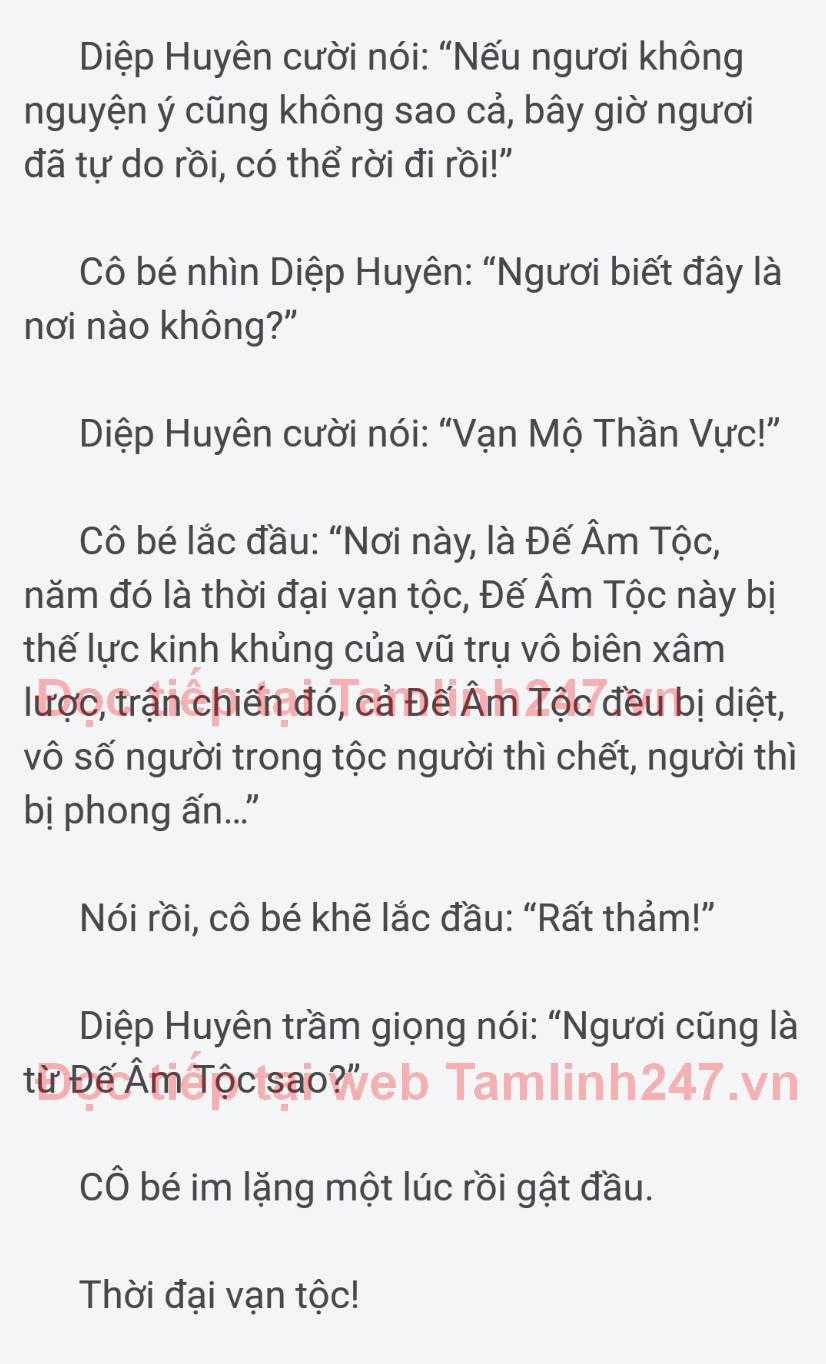 Diệp Huyên cười nói: “Nếu ngươi không
nguyện ý cũng không sao cả, bây giờ ngươi
đã tự do rồi, có thể rời đi rồi!”
Cô bé nhìn Diệp Huyên: “Ngươi biết đây là
nơi nào không?”
Diệp Huyên cười nói: “Vạn Mộ Thần Vực!”
Cô bé lắc đầu: “Nơi này, là Đế Âm Tộc,
năm đó là thời đại vạn tộc, Đế Âm Tộc này bị
thế lực kinh khủng của vũ trụ vô biên xâm
lược, trận chiến đó, cả Đế Âm Tộc đều bị diệt,
Đọc tiếp tại Tamlinh247.vn
vô số người trong tộc người thì chết, người thì
bị phong ấn...”
Nói rồi, cô bé khẽ lắc đầu: “Rất thảm!”
Diệp Huyên trầm giọng nói: “Ngươi cũng là
từ Đế Âm Tộc sao?”
Đọc tiếp tại web Tamlinh247.vn
CÔ bé im lặng một lúc rồi gật đầu.
Thời đại vạn tộc!